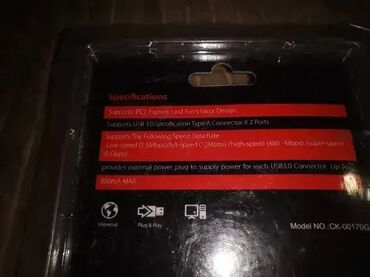 Specifications
Supports PCI Express card Form Factor Design
Supports USB 3.0 Specification Type A Connector X 2 Ports
Supports The Following Speed Data Rate
Low-speed (1.5Mbps)/full-speed (12Mbps) /high-speed (480 -Mbps) /super-speed
(5 Gbps)
provides external power plug to supply power for each USB3.0 Connector Up To
900mA MAX
Universal
Plug & Play
Model NO.:CK-00170G